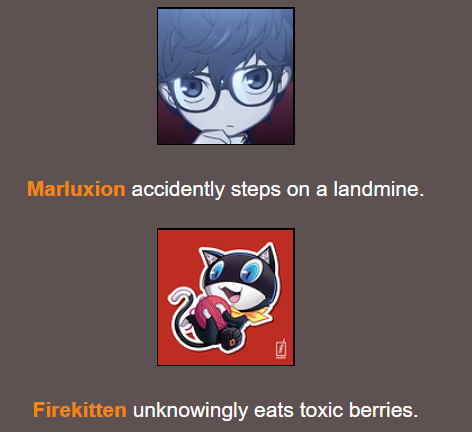 Marluxion accidently steps on a landmine.
Firekitten unknowingly eats toxic berries.